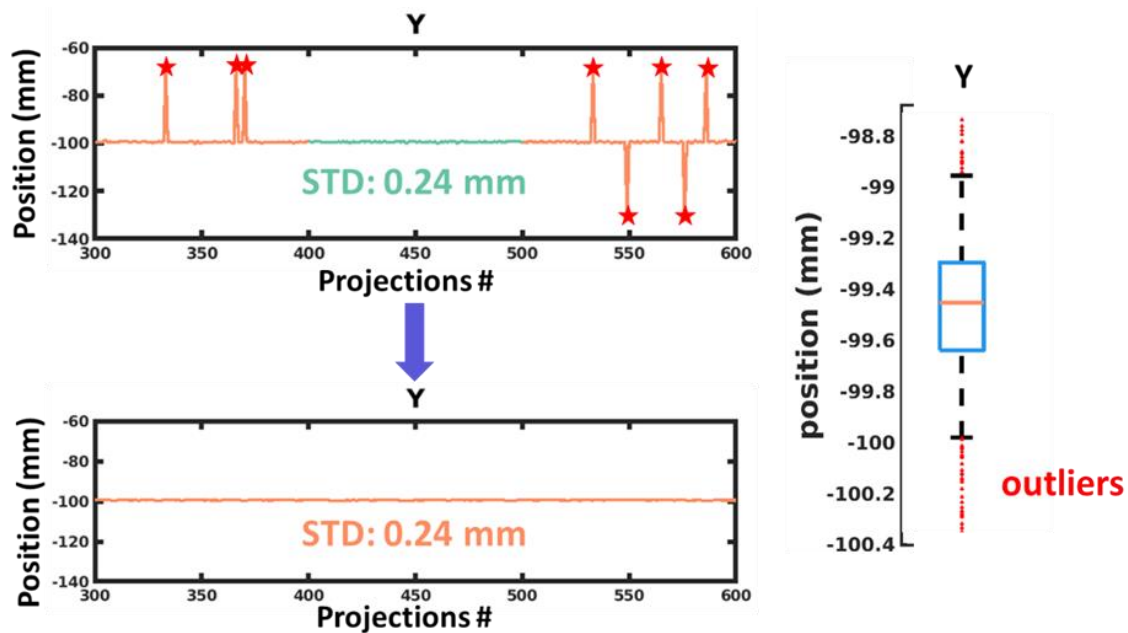 Y
Position (mm)
-60
-80
-100
-120
-140
STD: 0.24 mm
300 350 400 450 500 550 600
Projections #
Y
Position (mm)
-60
-80
-100
-120
-140
STD: 0.24 mm
300 350 400 450 500 550 600
Projections #
Y
position (mm)
-98.8
-99
-99.2
-99.4
-99.6
-99.8
-100
-100.2
-100.4
outliers